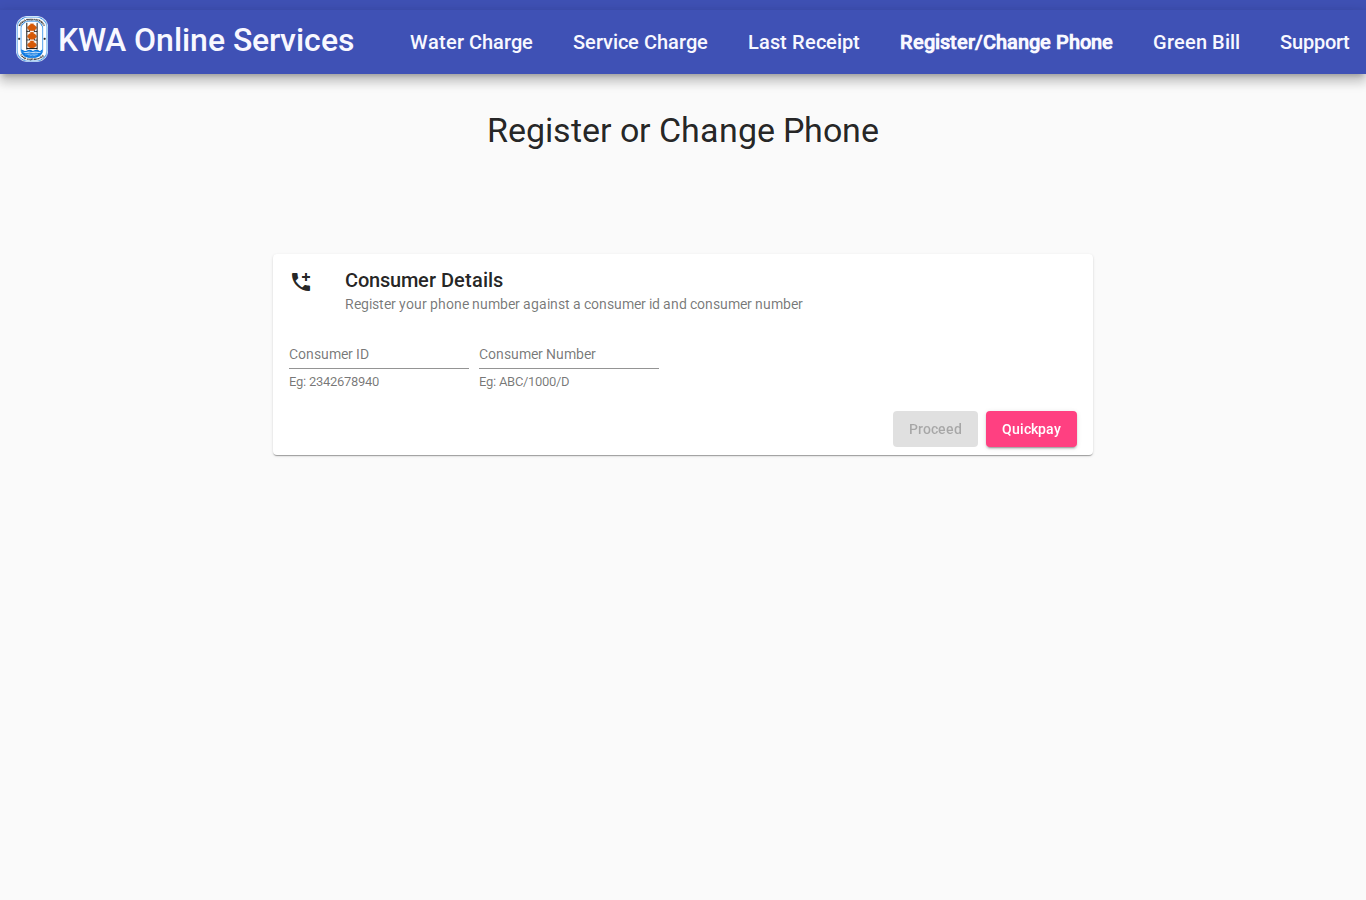 KWA Online Services
Water Charge
Service Charge
Last Receipt
Register/Change Phone
Green Bill
Support
Register or Change Phone
Consumer Details
Register your phone number against a consumer id and consumer number
Consumer ID
Consumer Number
Eg: 2342678940
Eg: ABC/1000/D
Proceed
Quickpay